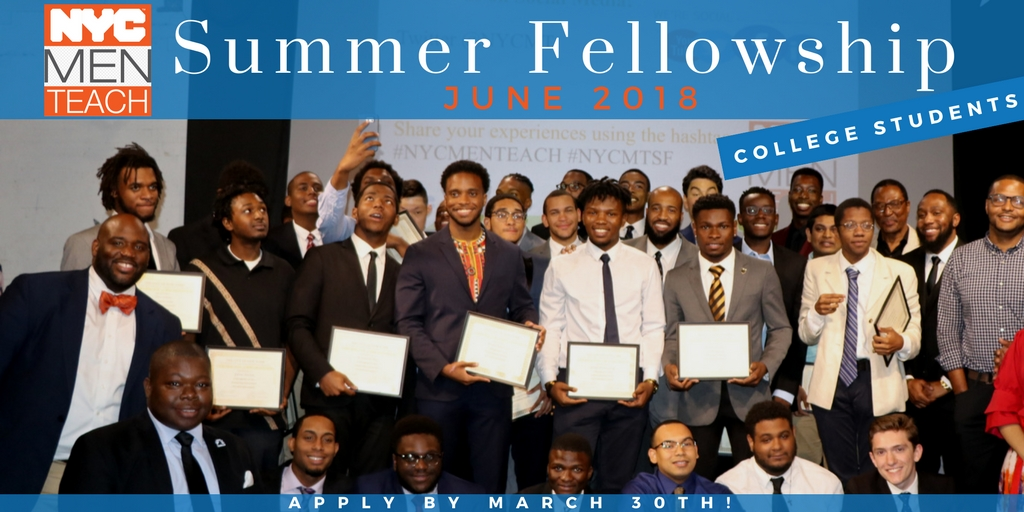 NYC
MEN
TEACH
Summer Fellowship
JUNE 2018
COLLEGE STUDENTS
Share your experiences using the
#NYCMENTEACH #NYCMTSF
MEN
APPLY BY MARCH 30TH!